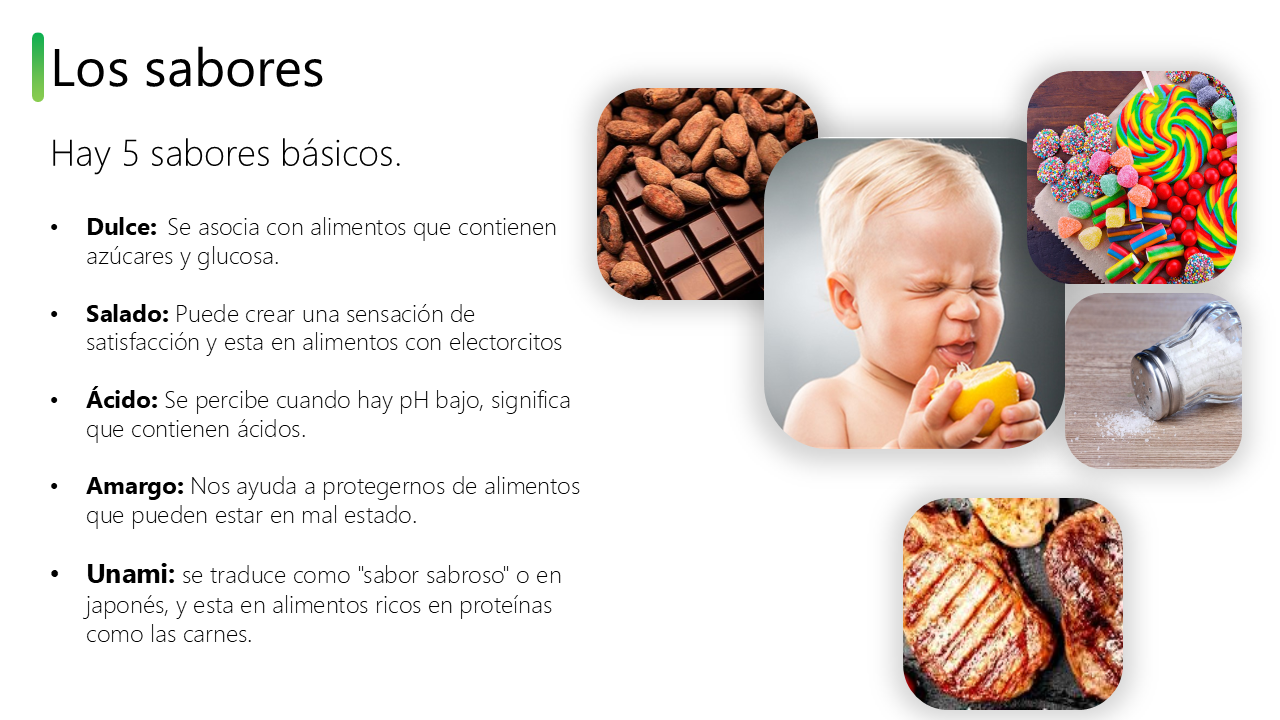 Los sabores
Hay 5 sabores básicos.
• Dulce: Se asocia con alimentos que contienen
azúcares y glucosa.
• Salado: Puede crear una sensación de
satisfacción y esta en alimentos con electorcitos
• Ácido: Se percibe cuando hay pH bajo, significa
que contienen ácidos.
• Amargo: Nos ayuda a protegernos de alimentos
que pueden estar en mal estado.
• Unami: se traduce como "sabor sabroso" o en
japonés, y esta en alimentos ricos en proteínas
como las carnes.